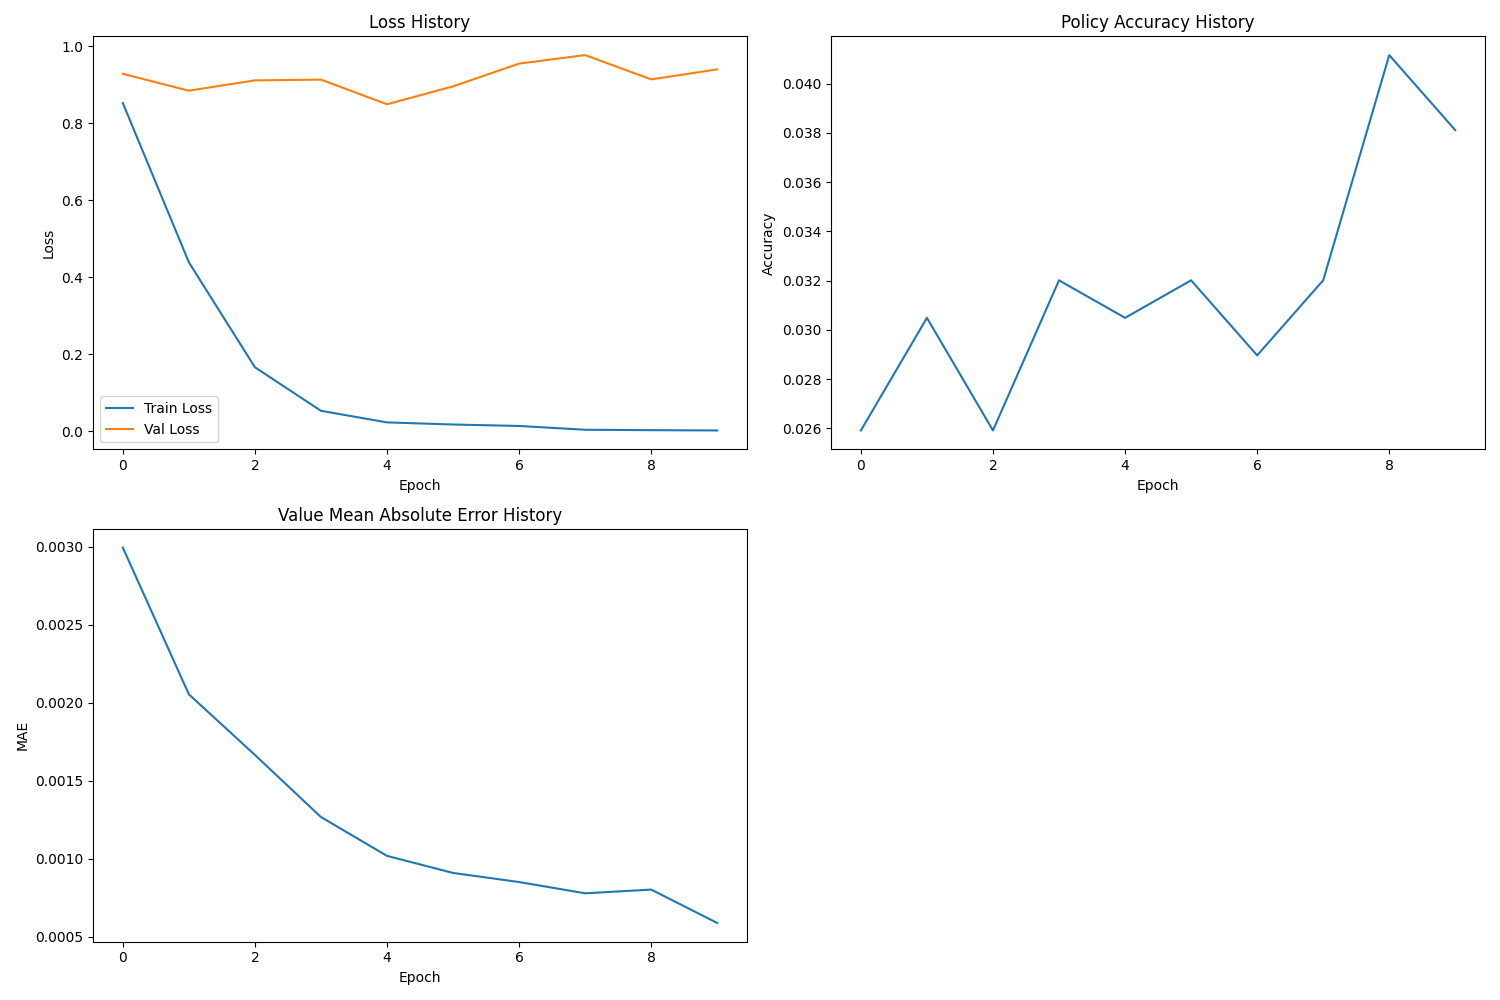 Loss History
1.0
0.8
0.6
0.4
0.2
0.0
Loss
Train Loss
Val Loss
0 2 4 6 8
Epoch
Policy Accuracy History
0.040
0.038
0.036
0.034
0.032
0.030
0.028
0.026
Accuracy
0 2 4 6 8
Epoch
Value Mean Absolute Error History
0.0030
0.0025
0.0020
0.0015
0.0010
0.0005
MAE
0 2 4 6 8
Epoch